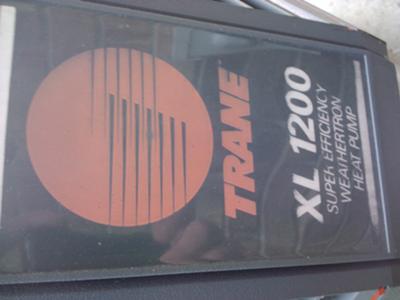 TRANE
XL 1200
SUPER EFFICIENCY
WEATHERTRON
HEAT PUMP